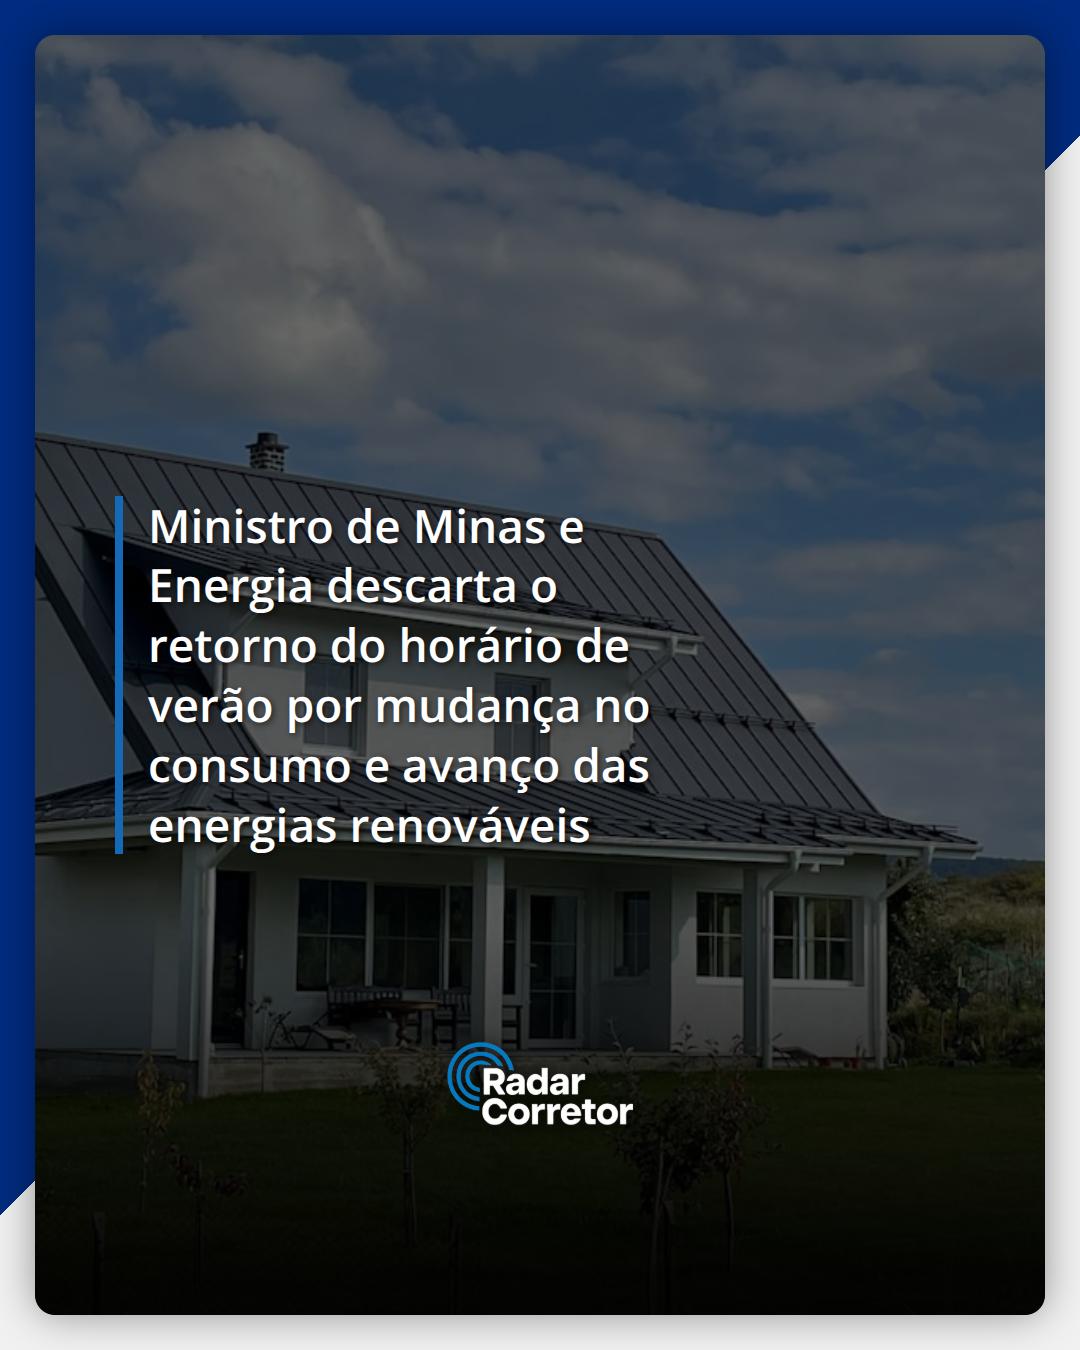 Ministro de Minas e
Energia descarta o
retorno do horário de
verão por mudança no
consumo e avanço das
energias renováveis
Radar
Corretor